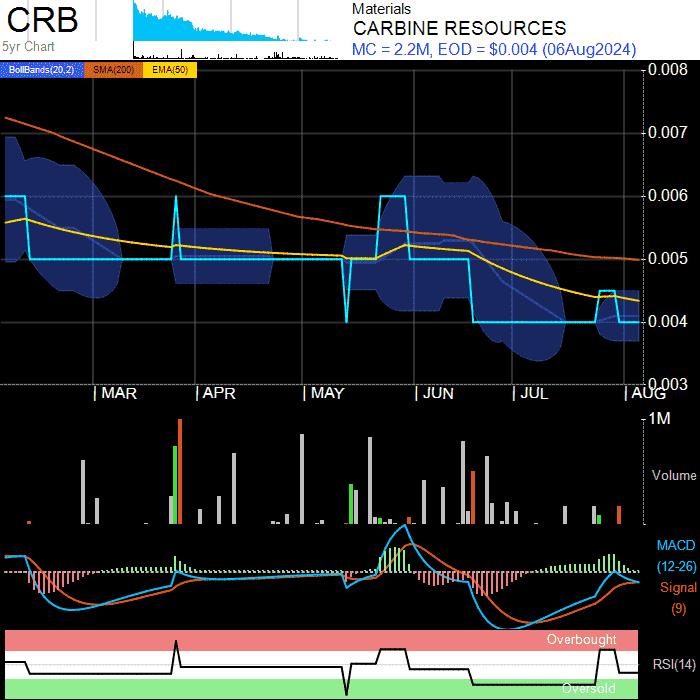 CRB
5yr Chart
Materials
CARBINE RESOURCES
MC = 2.2M, EOD = $0.004 (06Aug2024)
BollBands(20,2) SMA(200) EMA(50)
0.008
0.007
0.006
0.005
0.004
0.003
MAR APR MAY JUN JUL AUG
1M
Volume
MACD
(12-26)
Signal
(9)
Overbought
RSI(14)
Oversold